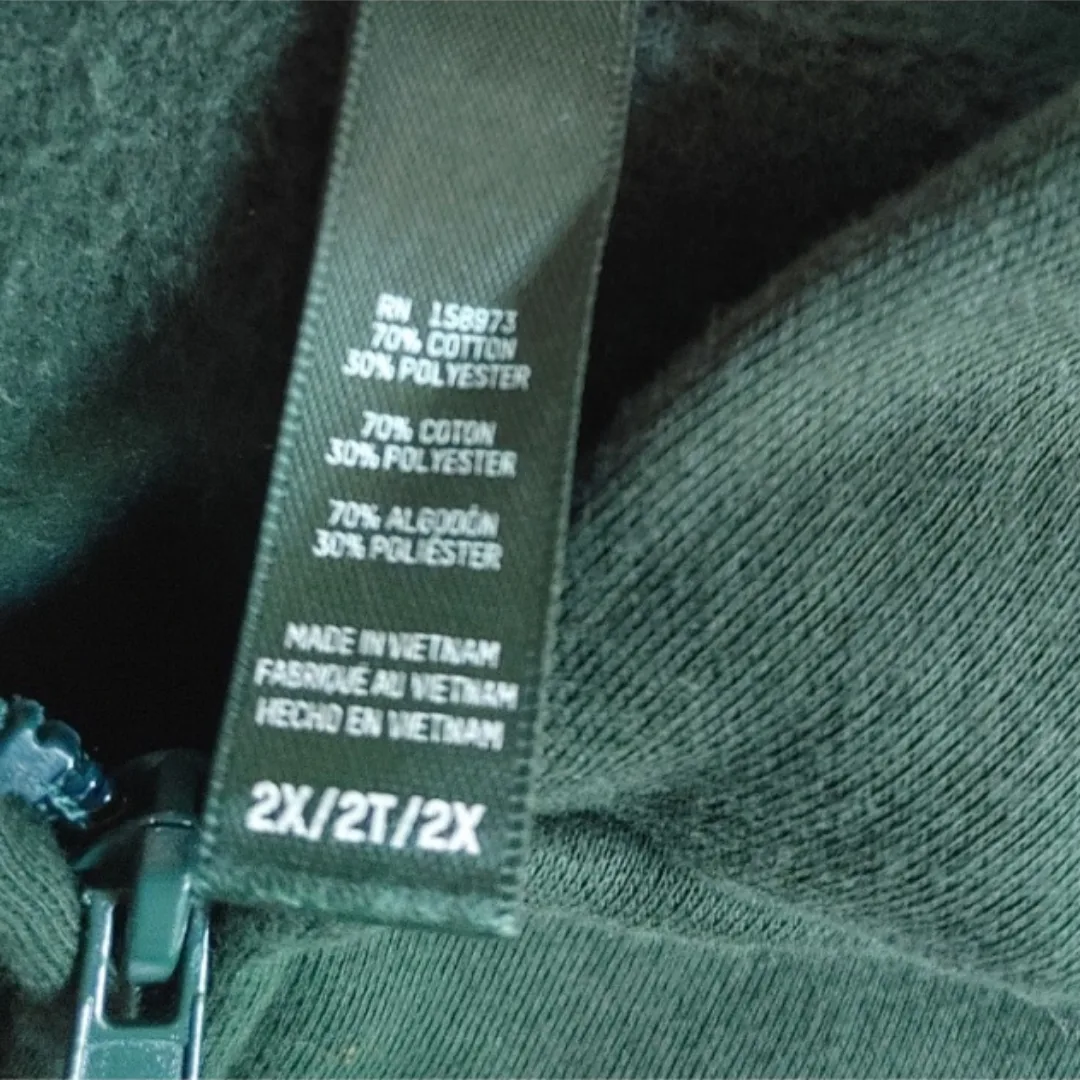 RN 158973
70% COTTON
30% POLYESTER
70% COTON
30% POLYESTER
70% ALGODÓN
30% POLIÉSTER
MADE IN VIETNAM
FABRIQUÉ AU VIETNAM
HECHO EN VIETNAM
2X/2T/2X